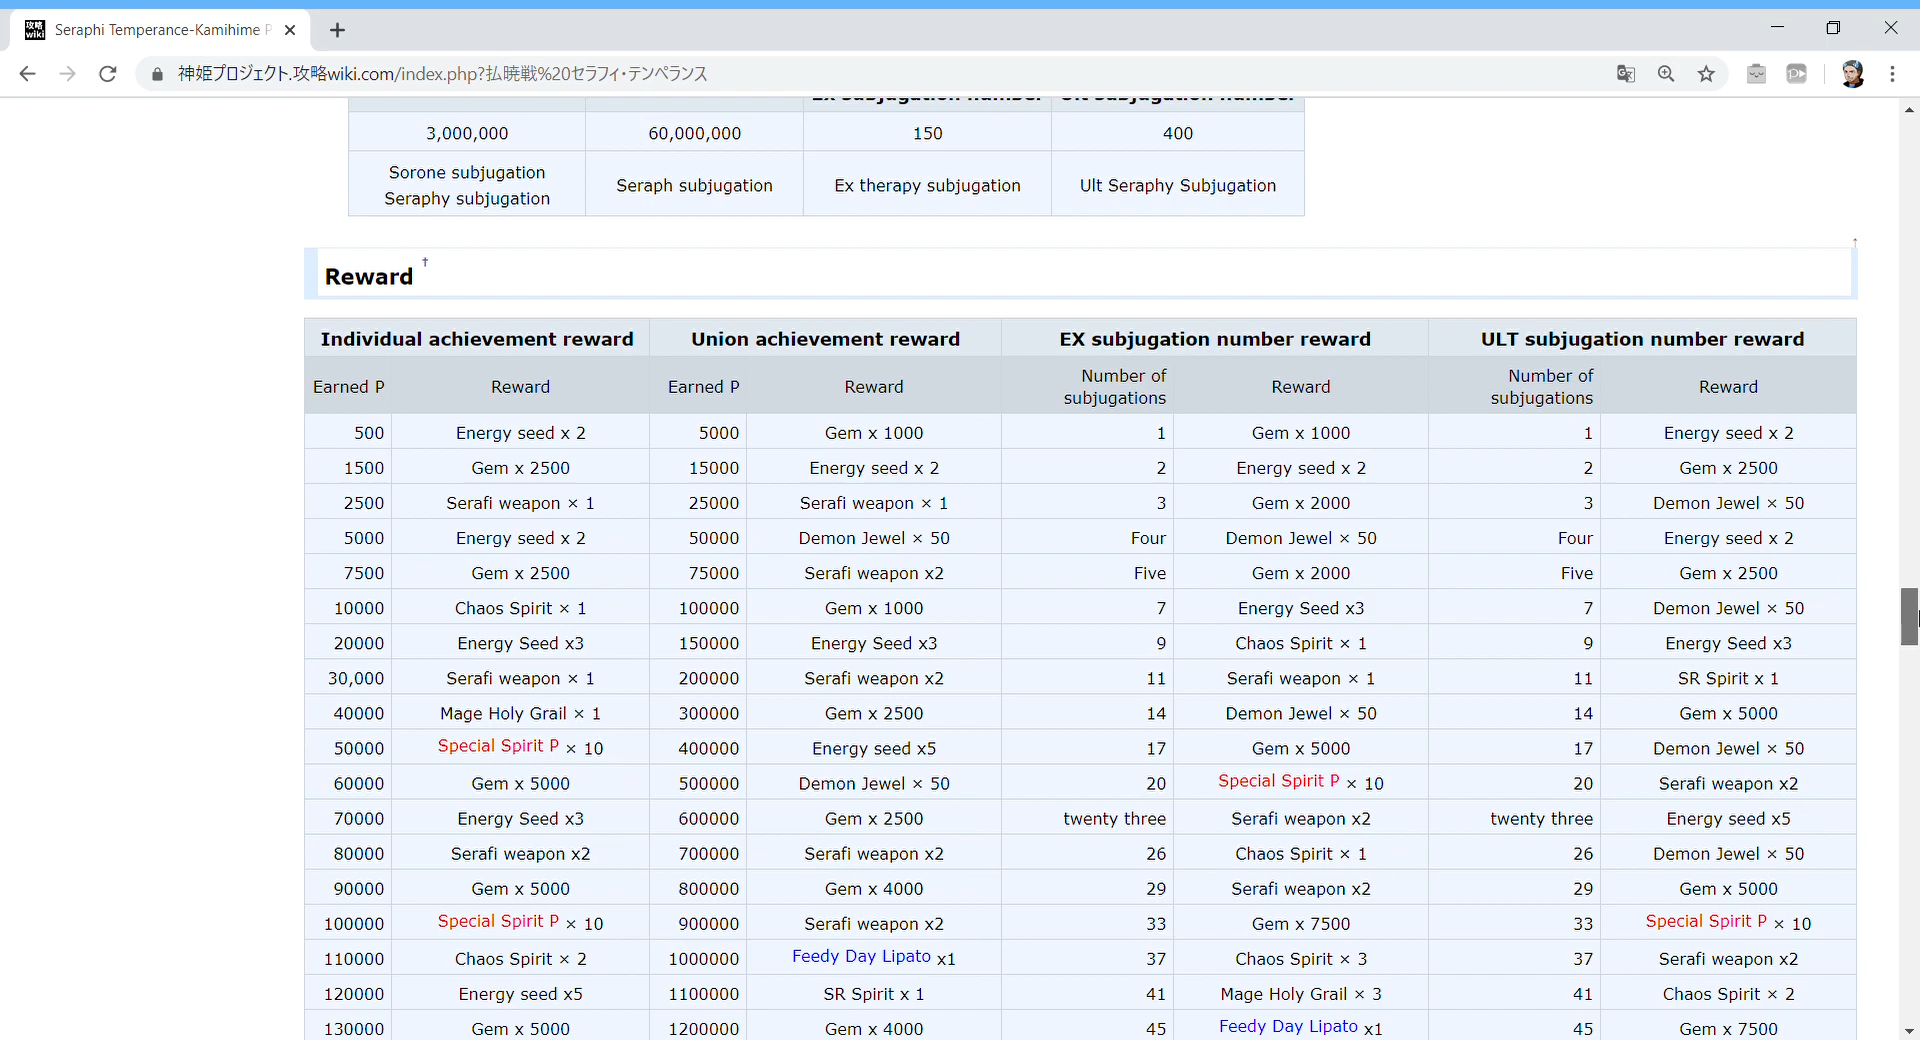 攻略 wiki Seraphi Temperance-Kamihime P
神姫プロジェクト.攻略wiki.com/index.php?払暁戦%20セラフィ・テンペランス
Ex subjugation number Ult subjugation number
3,000,000 60,000,000 150 400
Sorone subjugation
Seraphy subjugation Seraph subjugation Ex therapy subjugation Ult Seraphy Subjugation
Reward †
Individual achievement reward Union achievement reward EX subjugation number reward ULT subjugation number reward
Earned P Reward Earned P Reward Number of subjugations Reward Number of subjugations Reward
500 Energy seed x 2 5000 Gem x 1000 1 Gem x 1000 1 Energy seed x 2
1500 Gem x 2500 15000 Energy seed x 2 2 Energy seed x 2 2 Gem x 2500
2500 Serafi weapon × 1 25000 Serafi weapon × 1 3 Gem x 2000 3 Demon Jewel × 50
5000 Energy seed x 2 50000 Demon Jewel × 50 Four Demon Jewel × 50 Four Energy seed x 2
7500 Gem x 2500 75000 Serafi weapon x2 Five Gem x 2000 Five Gem x 2500
10000 Chaos Spirit × 1 100000 Gem x 1000 7 Energy Seed x3 7 Demon Jewel × 50
20000 Energy Seed x3 150000 Energy Seed x3 9 Chaos Spirit × 1 9 Energy Seed x3
30,000 Serafi weapon × 1 200000 Serafi weapon x2 11 Serafi weapon × 1 11 SR Spirit x 1
40000 Mage Holy Grail × 1 300000 Gem x 2500 14 Demon Jewel × 50 14 Gem x 5000
50000 Special Spirit P × 10 400000 Energy seed x5 17 Gem x 5000 17 Demon Jewel × 50
60000 Gem x 5000 500000 Demon Jewel × 50 20 Special Spirit P × 10 20 Serafi weapon x2
70000 Energy Seed x3 600000 Gem x 2500 twenty three Serafi weapon x2 twenty three Energy seed x5
80000 Serafi weapon x2 700000 Serafi weapon x2 26 Chaos Spirit × 1 26 Demon Jewel × 50
90000 Gem x 5000 800000 Gem x 4000 29 Serafi weapon x2 29 Gem x 5000
100000 Special Spirit P × 10 900000 Serafi weapon x2 33 Gem x 7500 33 Special Spirit P × 10
110000 Chaos Spirit × 2 1000000 Feedy Day Lipato x1 37 Chaos Spirit × 3 37 Serafi weapon x2
120000 Energy seed x5 1100000 SR Spirit x 1 41 Mage Holy Grail × 3 41 Chaos Spirit × 2
130000 Gem x 5000 1200000 Gem x 4000 45 Feedy Day Lipato x1 45 Gem x 7500